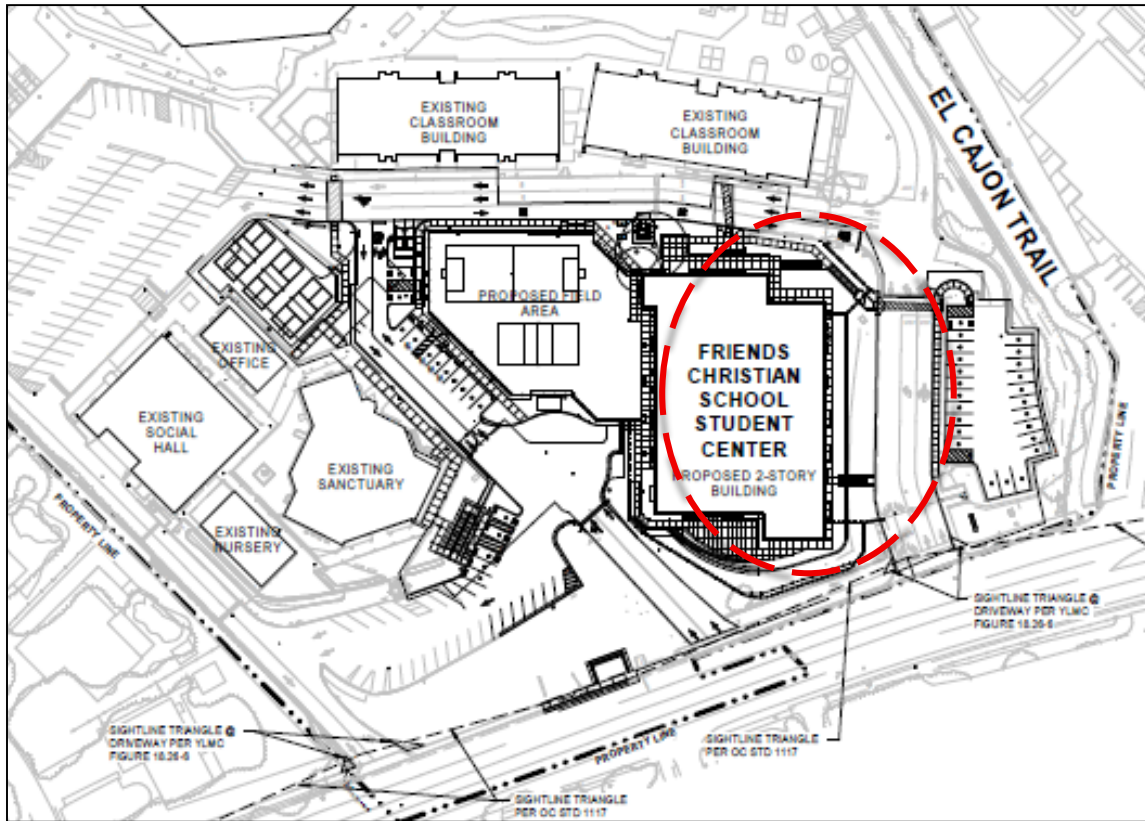 EXISTING
CLASSROOM
BUILDING
EXISTING
CLASSROOM
BUILDING
EL CAJON TRAIL
PROPOSED FIELD
AREA
EXISTING
OFFICE
EXISTING
SOCIAL
HALL
EXISTING
SANCTUARY
EXISTING
NURSERY
FRIENDS
CHRISTIAN
SCHOOL
STUDENT
CENTER
PROPOSED 2-STORY
BUILDING
PROPERTY LINE
PROPERTY LINE
SIGHTLINE TRIANGLE @
DRIVEWAY PER YLMC
FIGURE 18.26-6
SIGHTLINE TRIANGLE @
DRIVEWAY PER YLMC
FIGURE 18.26-6
SIGHTLINE TRIANGLE
PER OC STD 1117
PROPERTY LINE
SIGHTLINE TRIANGLE
PER OC STD 1117